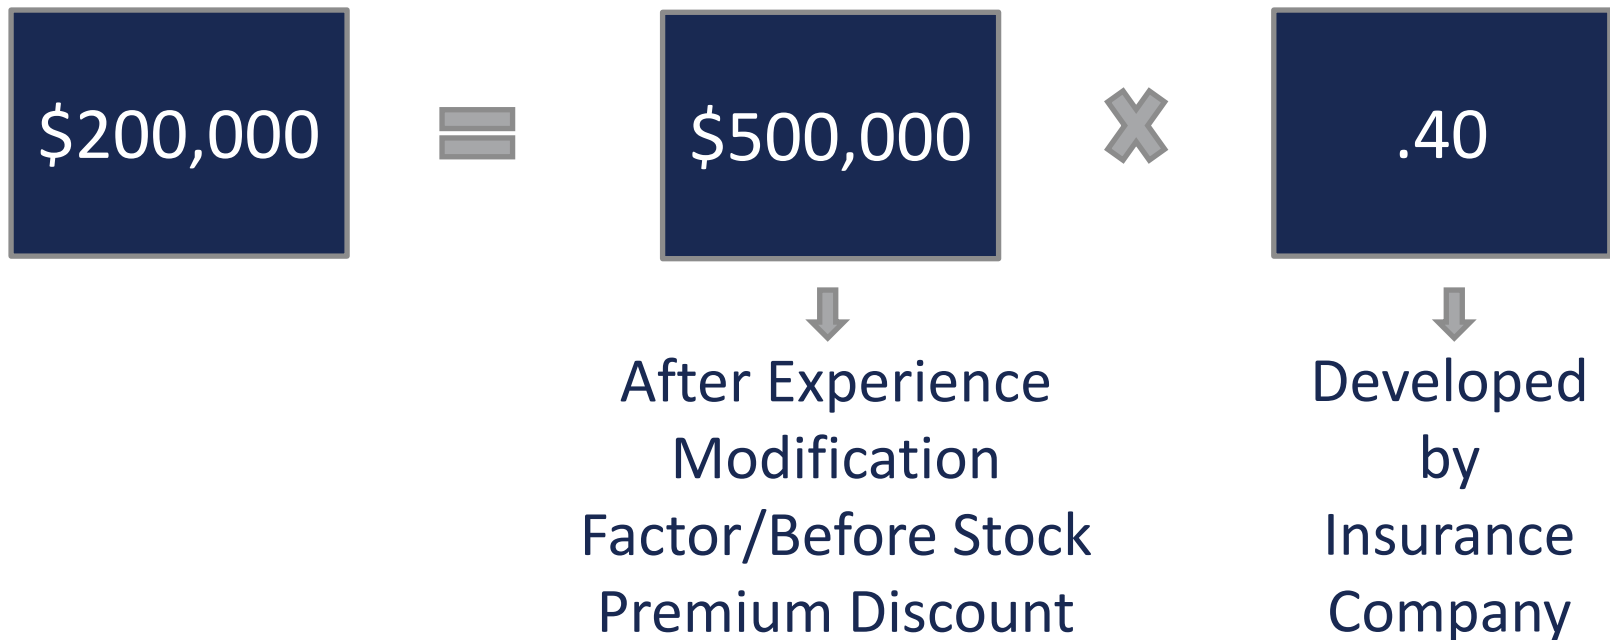 $200,000
$500,000
.40
After Experience
Modification
Factor/Before Stock
Premium Discount
Developed
by
Insurance
Company